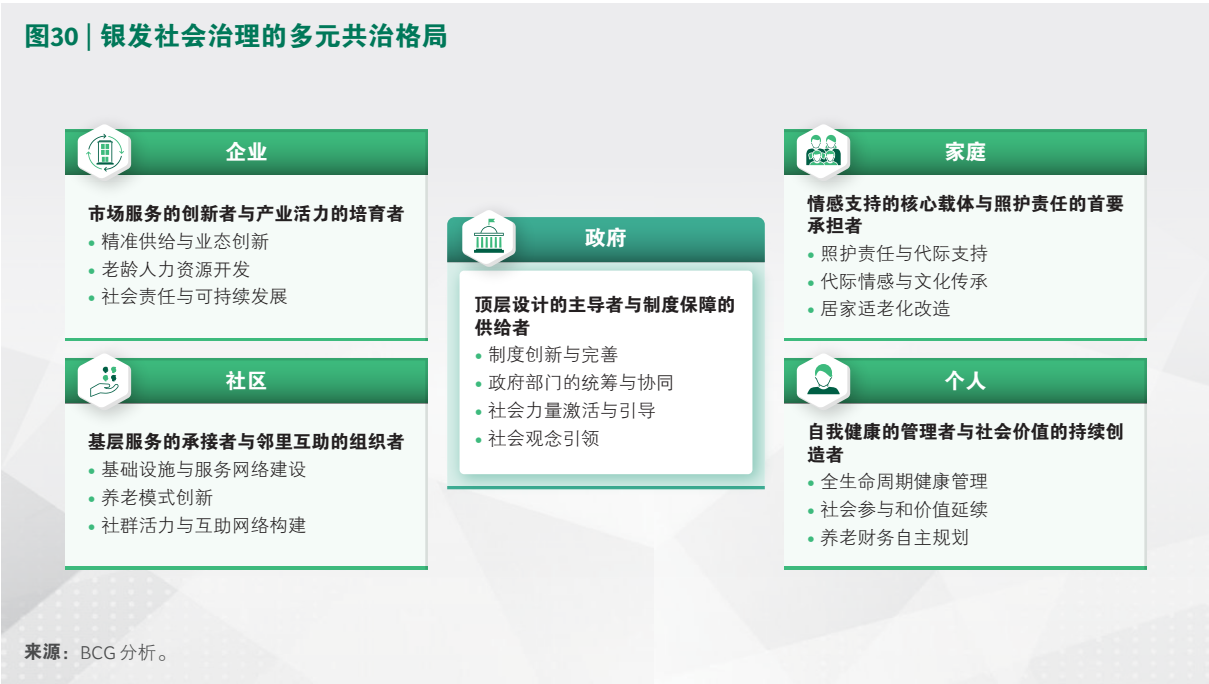 图30 | 银发社会治理的多元共治格局
企业
市场服务的创新者与产业活力的培育者
• 精准供给与业态创新
• 老龄人力资源开发
• 社会责任与可持续发展
社区
基层服务的承接者与邻里互助的组织者
• 基础设施与服务网络建设
• 养老模式创新
• 社群活力与互助网络构建
政府
顶层设计的主导者与制度保障的
供给者
• 制度创新与完善
• 政府部门的统筹与协同
• 社会力量激活与引导
• 社会观念引领
家庭
情感支持的核心载体与照护责任的首要
承担者
• 照护责任与代际支持
• 代际情感与文化传承
• 居家适老化改造
个人
自我健康的管理者与社会价值的持续创
造者
• 全生命周期健康管理
• 社会参与和价值延续
• 养老财务自主规划
来源：BCG 分析。